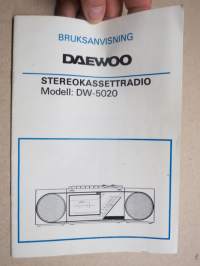 BRUKSANVISNING
DAEWOO
STEREOKASSETTRADIO
Modell: DW-5020